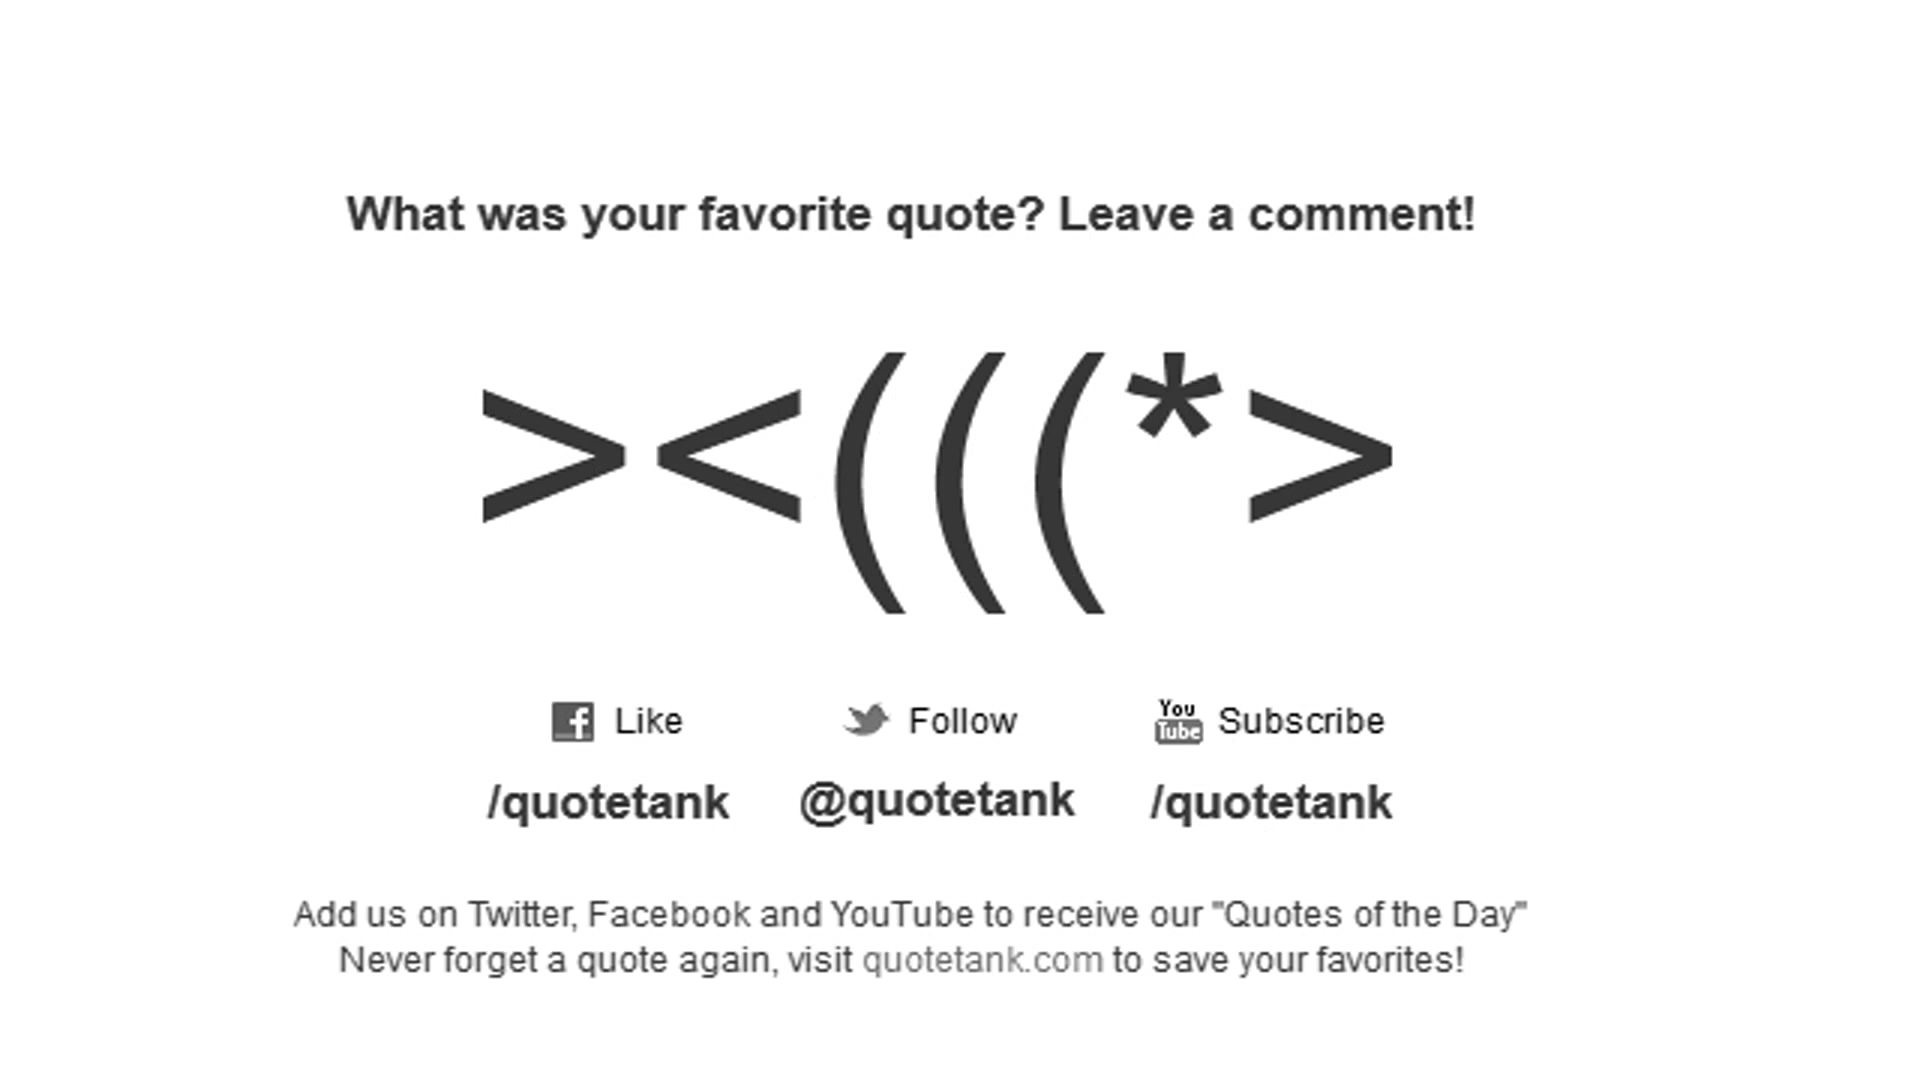 What was your favorite quote? Leave a comment!
><(((*>
f Like
Follow
You Tube Subscribe
/quotetank
@quotetank
/quotetank
Add us on Twitter, Facebook and YouTube to receive our "Quotes of the Day"
Never forget a quote again, visit quotetank.com to save your favorites!